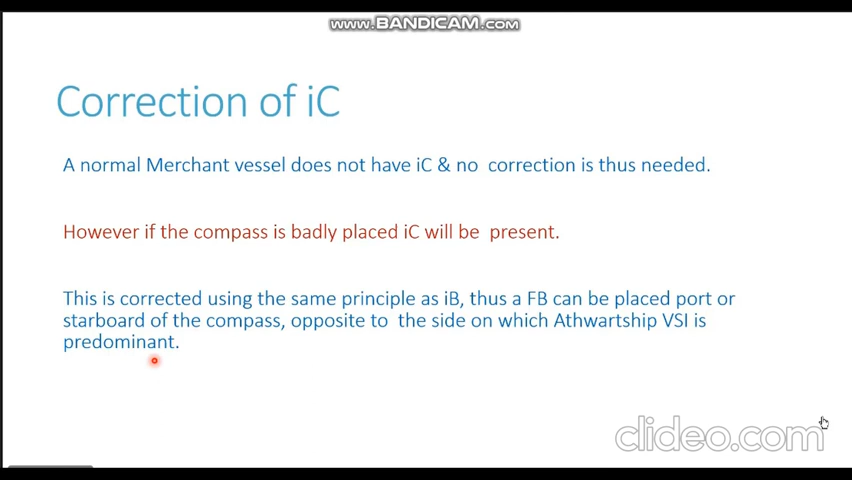 www.BANDICAM.com
Correction of iC
A normal Merchant vessel does not have iC & no correction is thus needed.
However if the compass is badly placed iC will be present.
This is corrected using the same principle as iB, thus a FB can be placed port or
starboard of the compass, opposite to the side on which Athwartship VSI is
predominant.
clideo.com